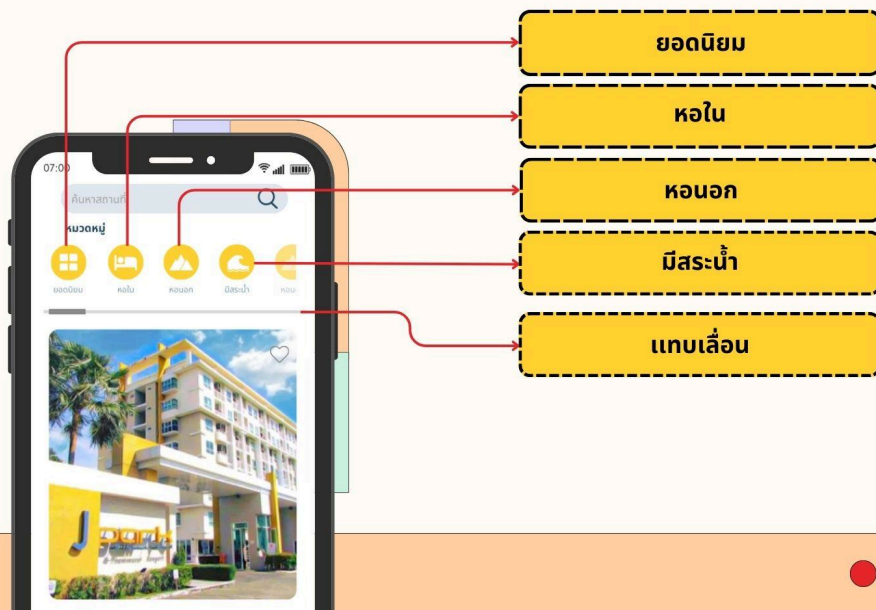 ยอดนิยม
หอใน
หอนอก
มีสระน้ำ
แทบเลื่อน
07:00
ค้นหาสถานที่
หมวดหมู่
ยอดนิยม
หอใน
หอนอก
มีสระน้ำ
J park